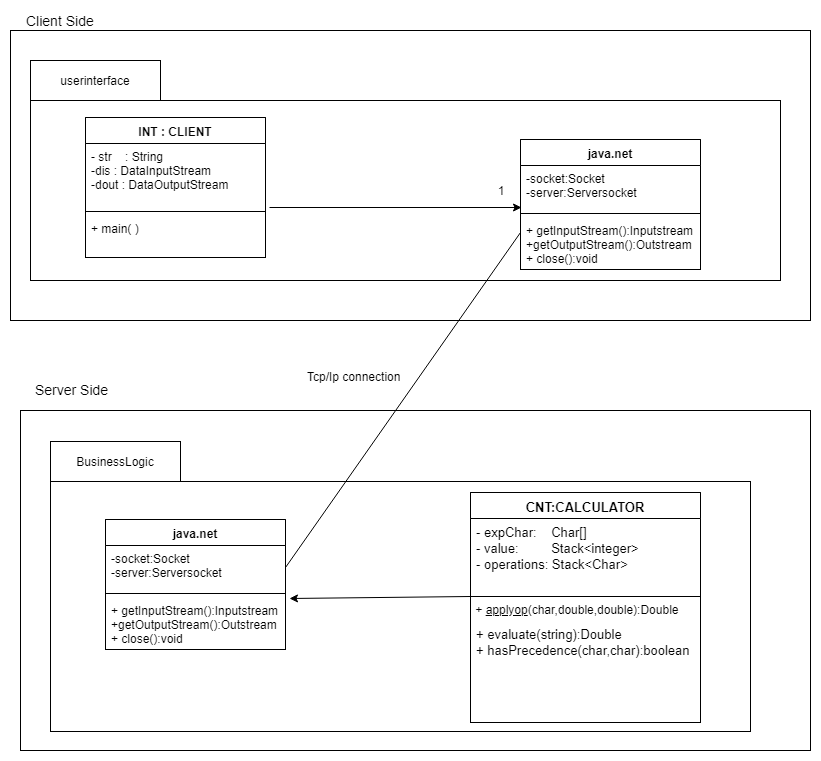 Client Side
userinterface
INT : CLIENT
- str : String
-dis : DataInputStream
-dout : DataOutputStream
+ main( )
1
java.net
-socket:Socket
-server:Serversocket
+ getInputStream():Inputstream
+getOutputStream():Outstream
+ close():void
Tcp/Ip connection
Server Side
BusinessLogic
java.net
-socket:Socket
-server:Serversocket
+ getInputStream():Inputstream
+getOutputStream():Outstream
+ close():void
CNT:CALCULATOR
- expChar: Char[]
- value: Stack<integer>
- operations: Stack<Char>
+ applyop(char,double,double):Double
+ evaluate(string):Double
+ hasPrecedence(char,char):boolean